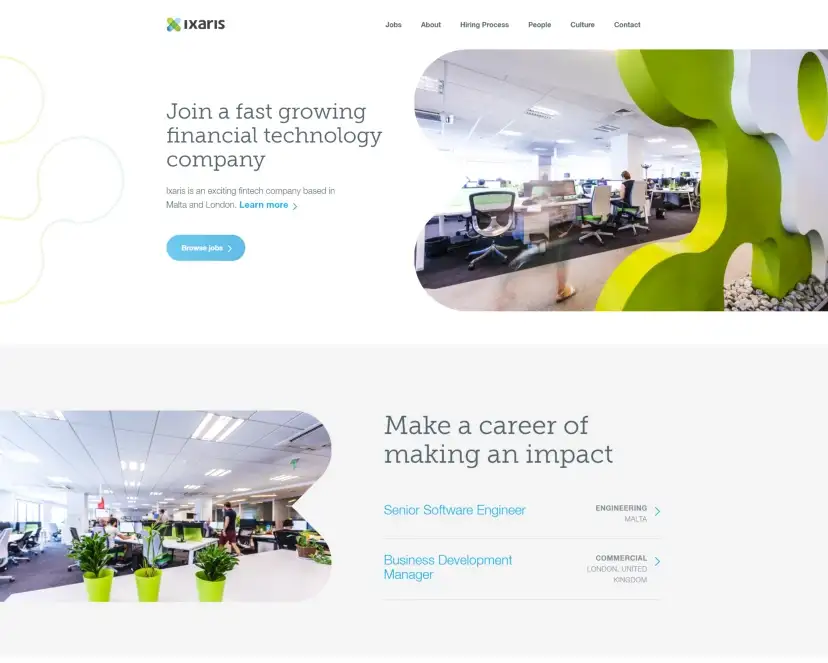 ixaris
Jobs About Hiring Process People Culture Contact
Join a fast growing
financial technology
company
Ixaris is an exciting fintech company based in
Malta and London. Learn more
Browse jobs
Make a career of
making an impact
Senior Software Engineer
ENGINEERING
MALTA
Business Development
Manager
COMMERCIAL
LONDON, UNITED
KINGDOM